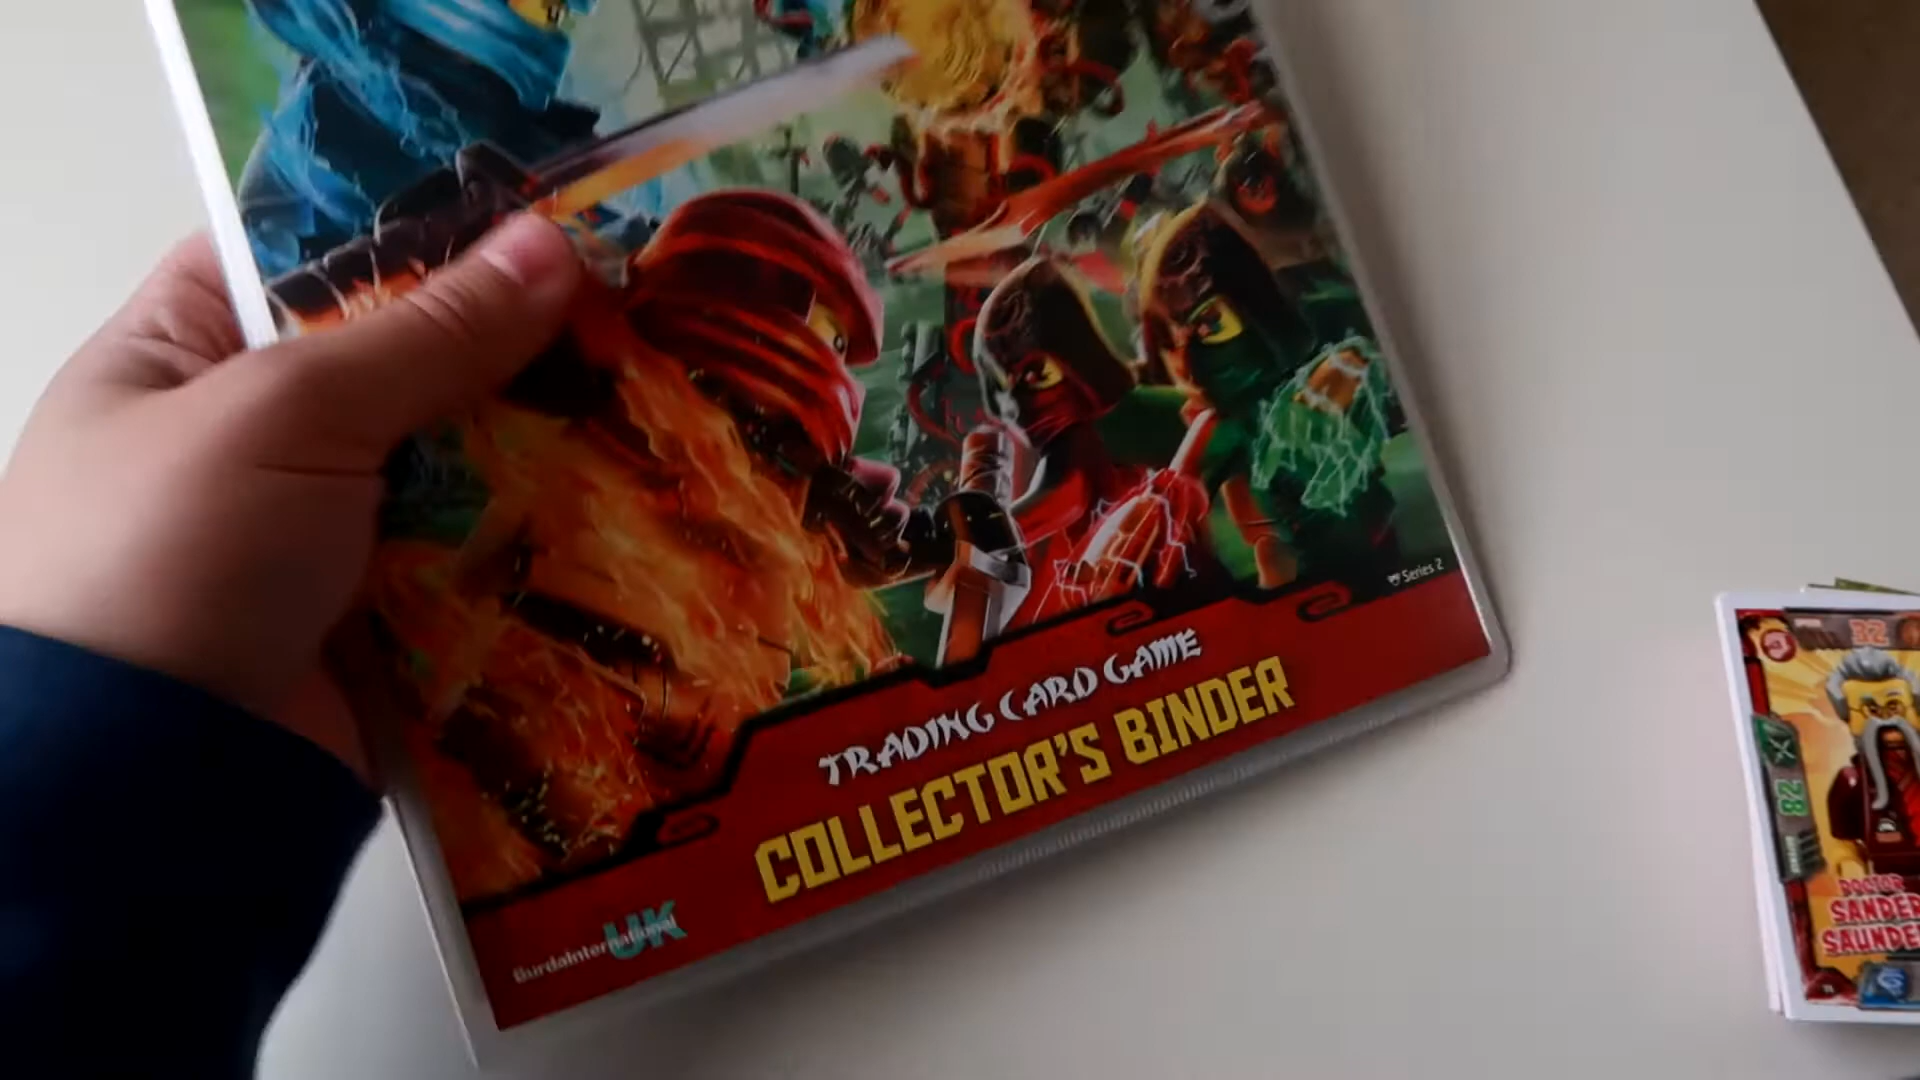 Series 2
TRADING CARD GAME
COLLECTOR'S BINDER
Burdainternational
UK
32
28
DOCTOR
SANDER
SAUNDE